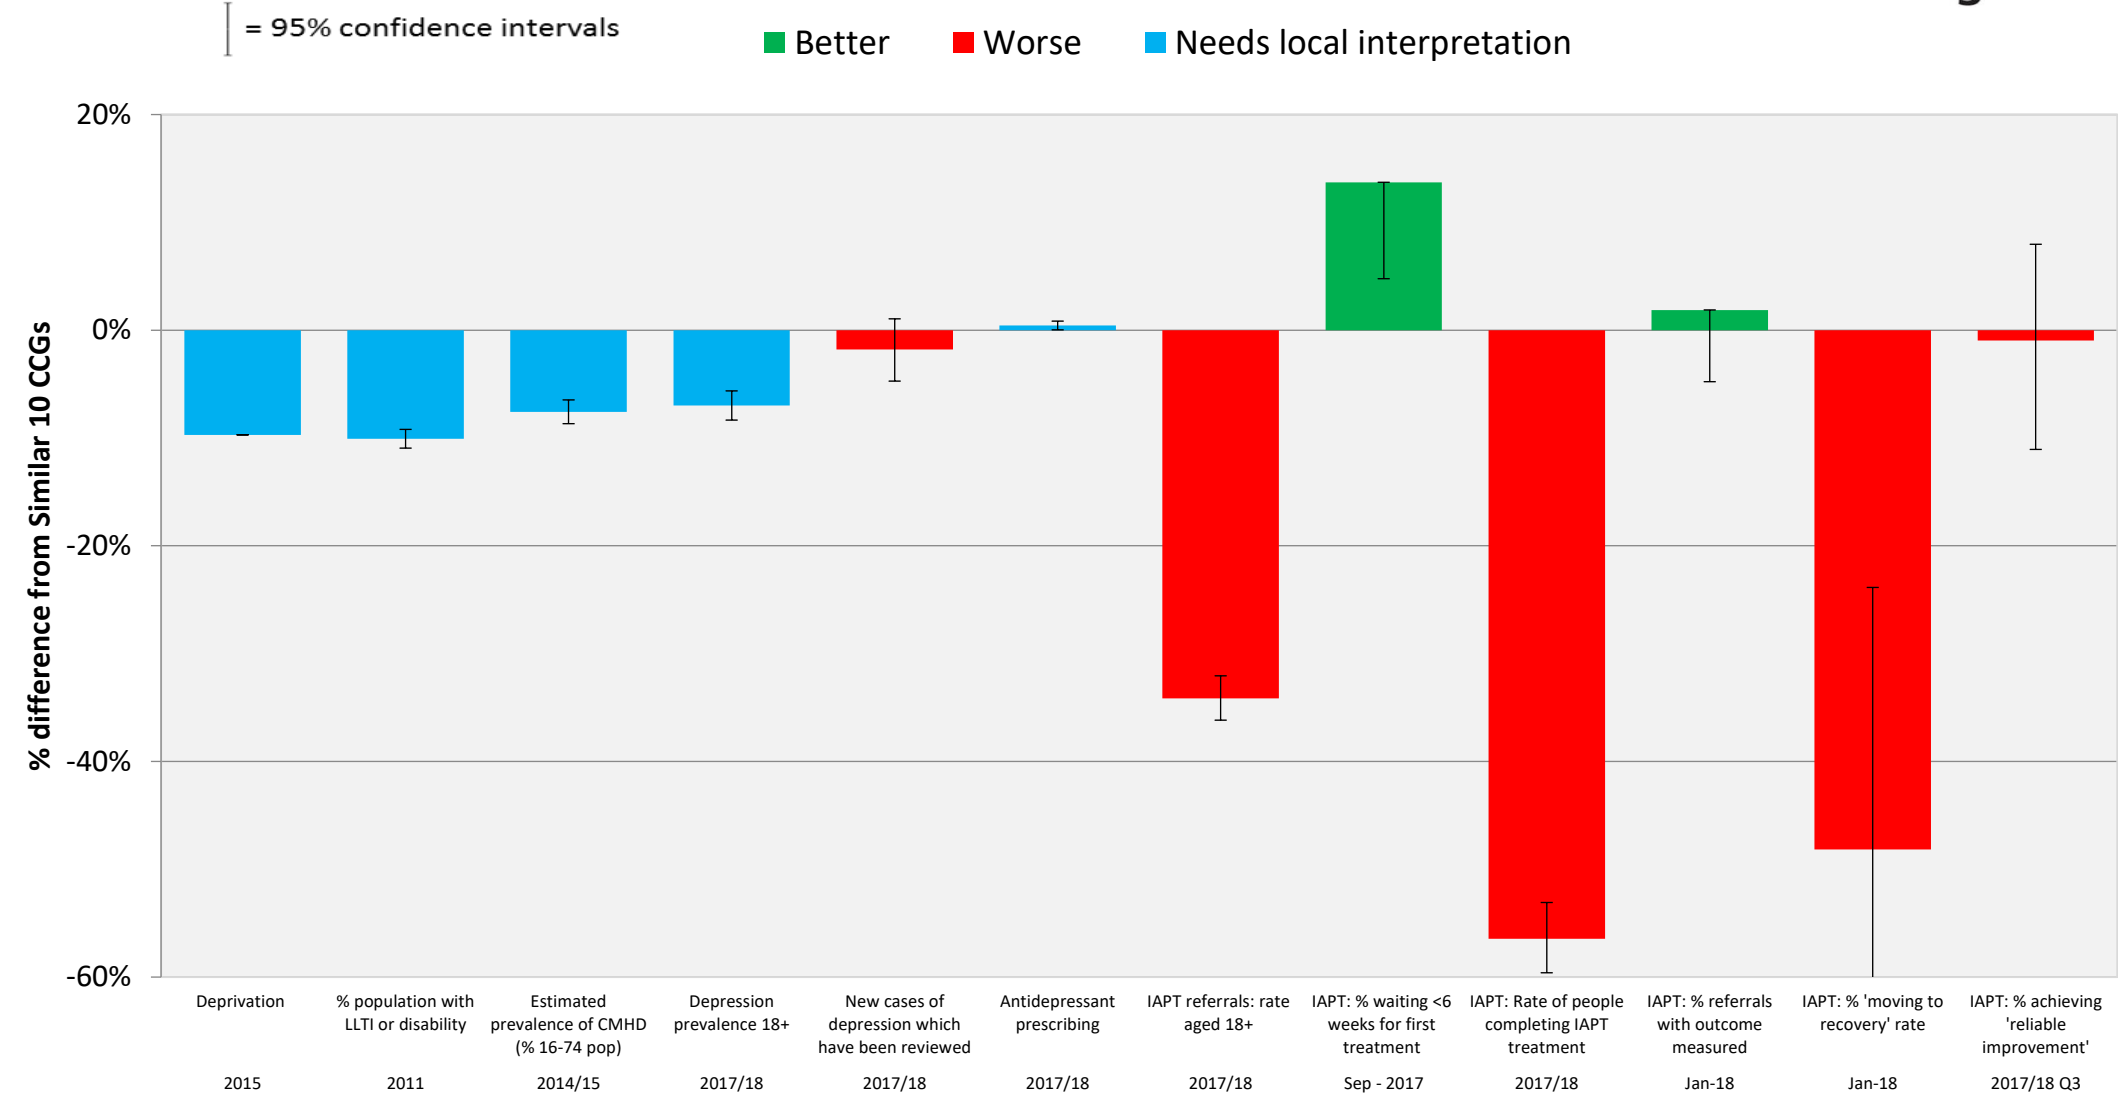 = 95% confidence intervals
Better Worse Needs local interpretation
20%
0%
-20%
-40%
-60%
% difference from Similar 10 CCGs
Deprivation
2015
% population with
LLTI or disability
2011
Estimated
prevalence of CMHD
(% 16-74 pop)
2014/15
Depression
prevalence 18+
2017/18
New cases of
depression which
have been reviewed
2017/18
Antidepressant
prescribing
2017/18
IAPT referrals: rate
aged 18+
2017/18
IAPT: % waiting <6
weeks for first
treatment
Sep - 2017
IAPT: Rate of people
completing IAPT
treatment
2017/18
IAPT: % referrals
with outcome
measured
Jan-18
IAPT: % 'moving to
recovery' rate
Jan-18
IAPT: % achieving
'reliable
improvement'
2017/18 Q3